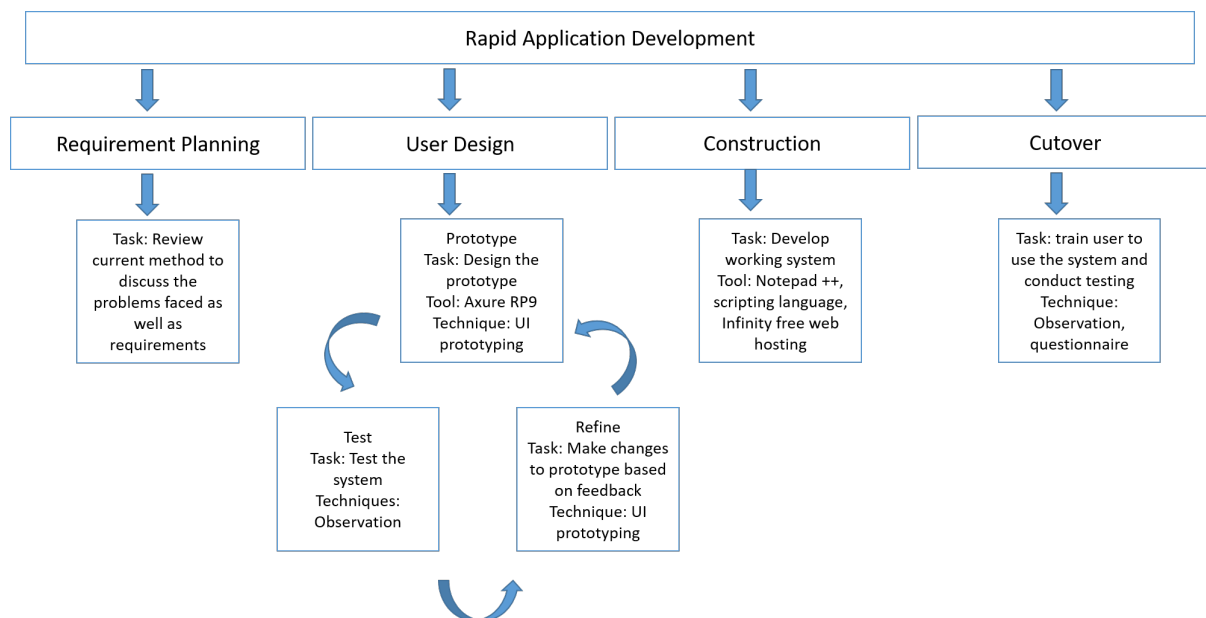 Rapid Application Development
Requirement Planning
User Design
Construction
Cutover
Task: Review
current method to
discuss the
problems faced as
well as
requirements
Prototype
Task: Design the
prototype
Tool: Axure RP9
Technique: UI
prototyping
Task: Develop
working system
Tool: Notepad ++,
scripting language,
Infinity free web
hosting
Task: train user to
use the system and
conduct testing
Technique:
Observation,
questionnaire
Test
Task: Test the
system
Techniques:
Observation
Refine
Task: Make changes
to prototype based
on feedback
Technique: UI
prototyping